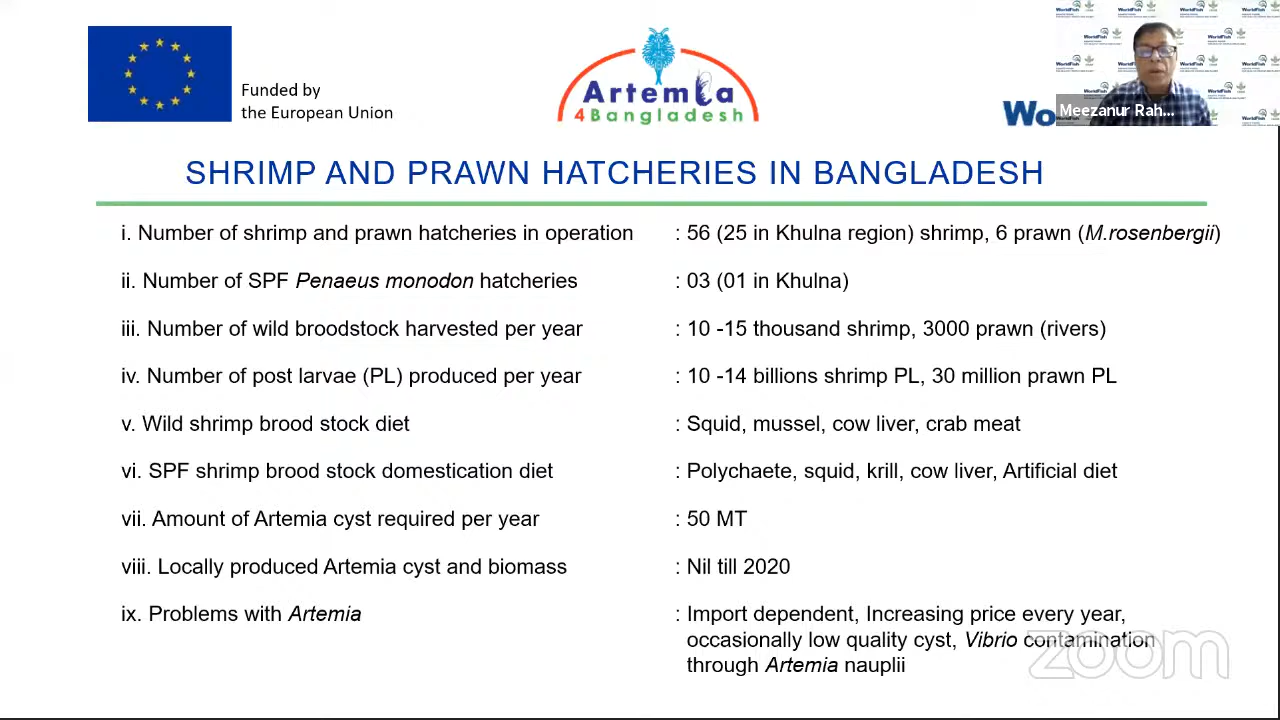 Funded by
the European Union
Artemia
4Bangladesh
Wo
Meezanur Rah...
SHRIMP AND PRAWN HATCHERIES IN BANGLADESH
i. Number of shrimp and prawn hatcheries in operation : 56 (25 in Khulna region) shrimp, 6 prawn (M.rosenbergii)
ii. Number of SPF Penaeus monodon hatcheries : 03 (01 in Khulna)
iii. Number of wild broodstock harvested per year : 10 -15 thousand shrimp, 3000 prawn (rivers)
iv. Number of post larvae (PL) produced per year : 10 -14 billions shrimp PL, 30 million prawn PL
v. Wild shrimp brood stock diet : Squid, mussel, cow liver, crab meat
vi. SPF shrimp brood stock domestication diet : Polychaete, squid, krill, cow liver, Artificial diet
vii. Amount of Artemia cyst required per year : 50 MT
viii. Locally produced Artemia cyst and biomass : Nil till 2020
ix. Problems with Artemia : Import dependent, Increasing price every year,
occasionally low quality cyst, Vibrio contamination
through Artemia nauplii
zoom